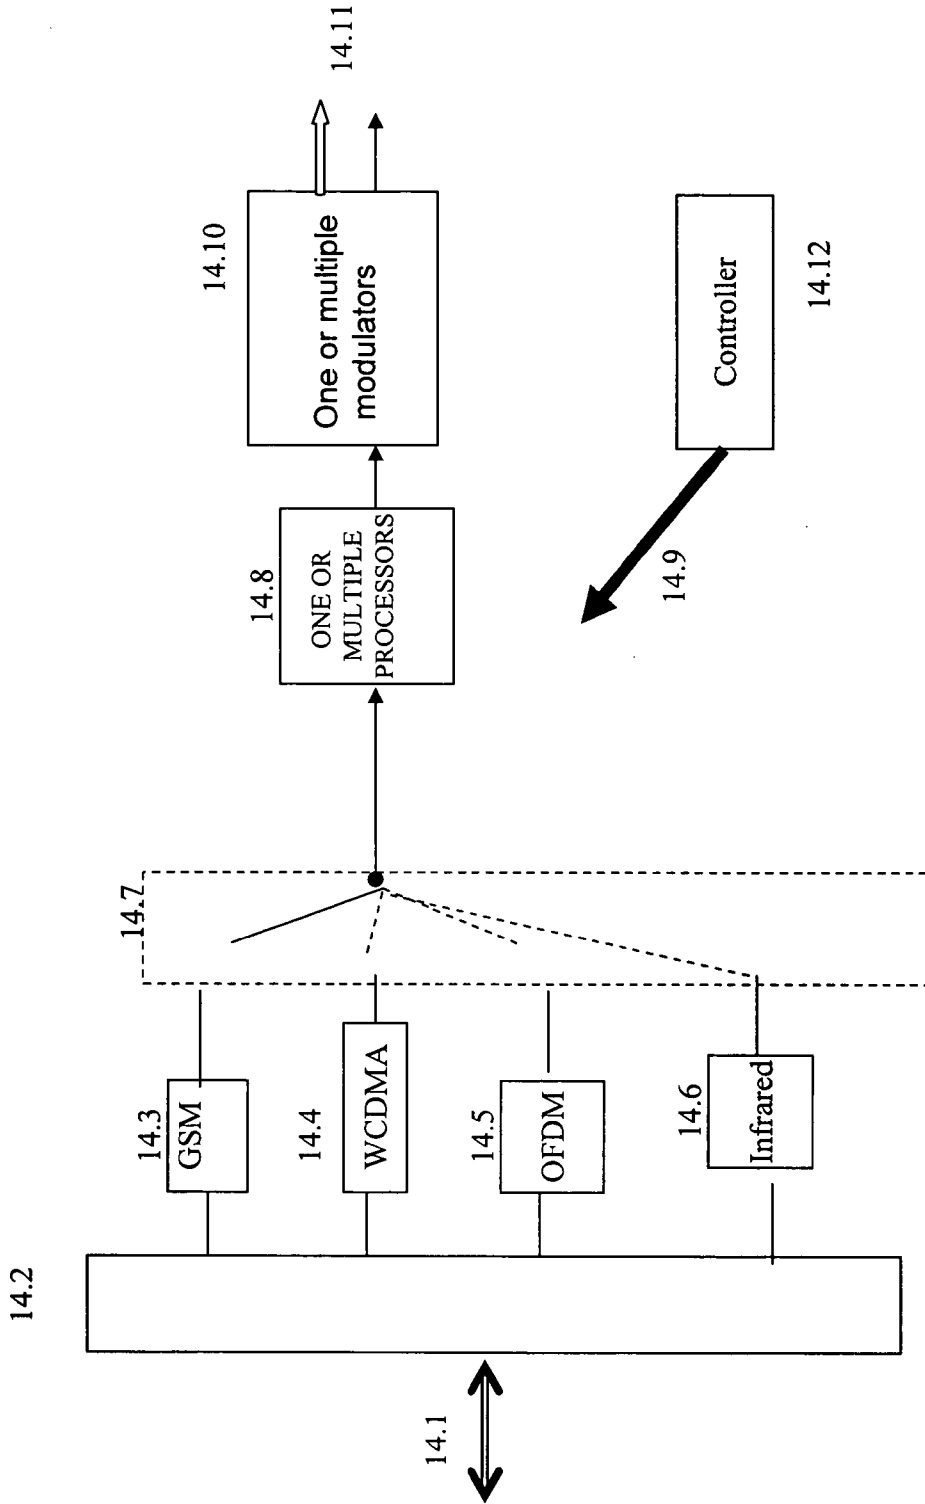 14.1
14.2
14.3
GSM
14.4
WCDMA
14.5
OFDM
14.6
Infrared
14.7
14.8
ONE OR
MULTIPLE
PROCESSORS
14.9
14.10
One or multiple
modulators
14.11
Controller
14.12